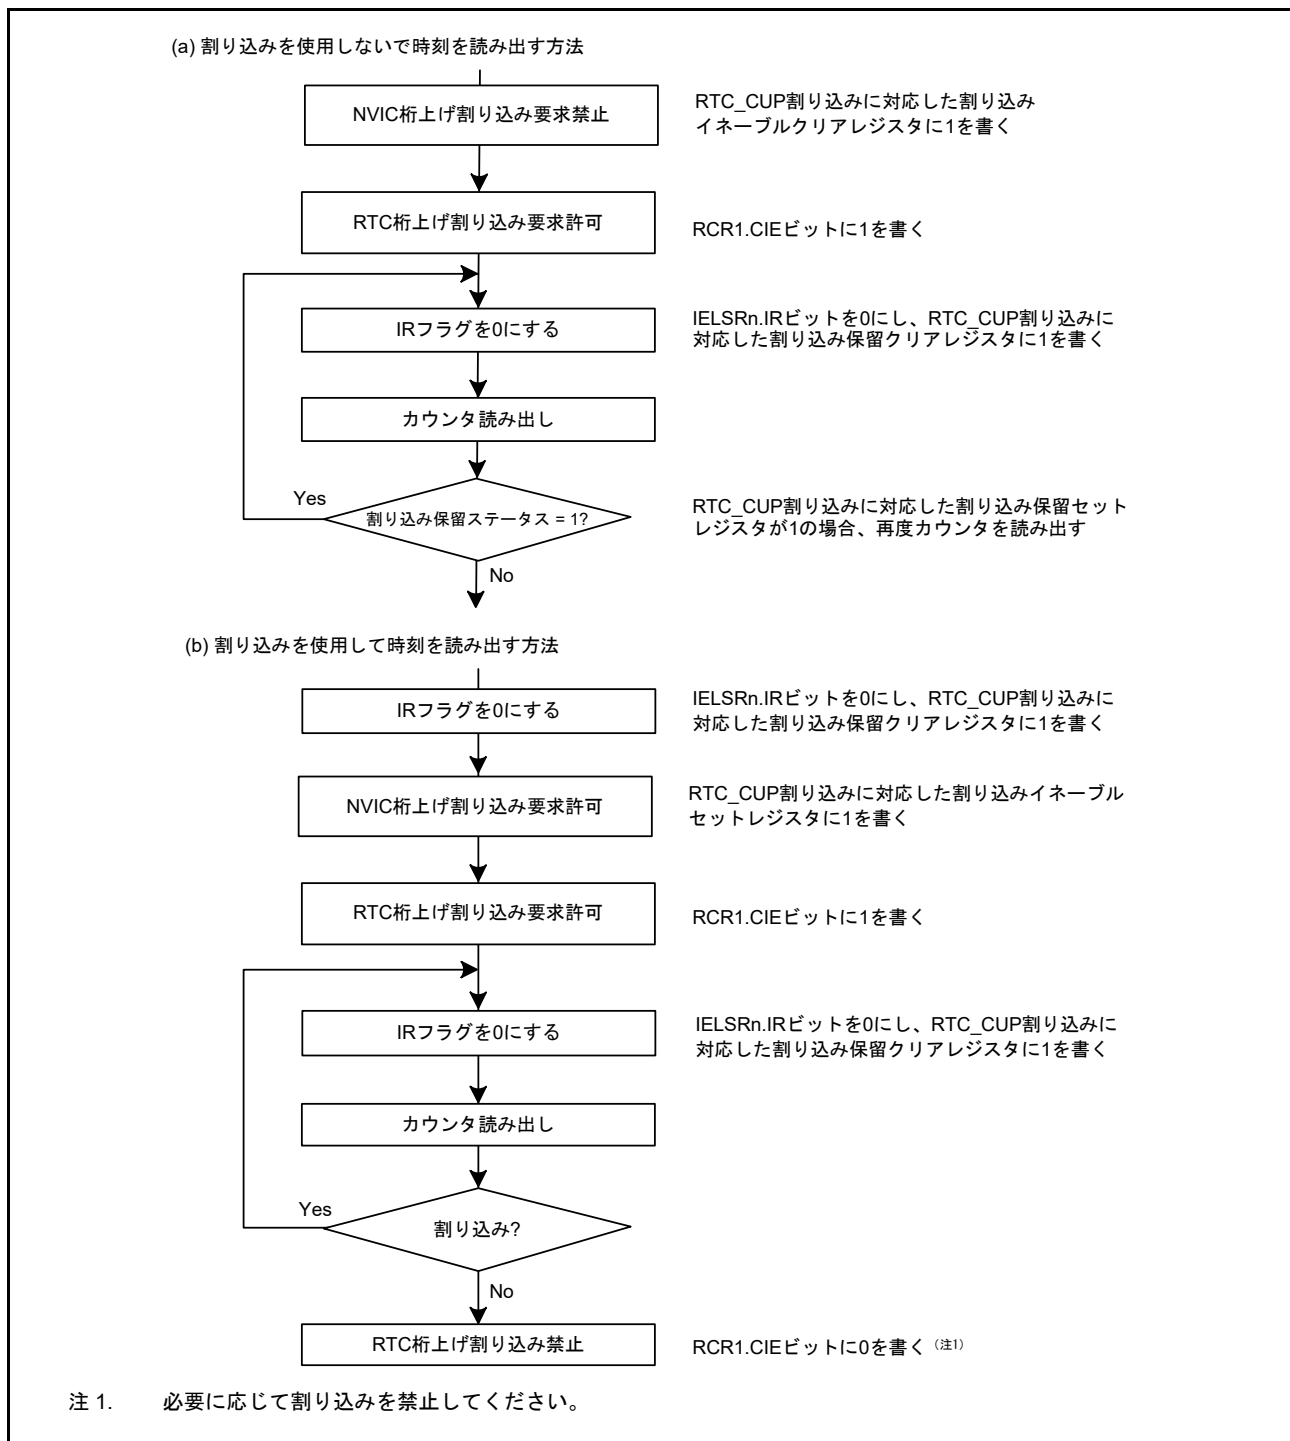 (a) 割り込みを使用しないで時刻を読み出す方法
NVIC桁上げ割り込み要求禁止
RTC_CUP割り込みに対応した割り込み
イネーブルクリアレジスタに1を書く
RTC桁上げ割り込み要求許可
RCR1.CIEビットに1を書く
IRフラグを0にする
IELSRn.IRビットを0にし、RTC_CUP割り込みに
対応した割り込み保留クリアレジスタに1を書く
カウンタ読み出し
Yes
割り込み保留ステータス = 1?
RTC_CUP割り込みに対応した割り込み保留セット
レジスタが1の場合、再度カウンタを読み出す
No
(b) 割り込みを使用して時刻を読み出す方法
IRフラグを0にする
IELSRn.IRビットを0にし、RTC_CUP割り込みに
対応した割り込み保留クリアレジスタに1を書く
NVIC桁上げ割り込み要求許可
RTC_CUP割り込みに対応した割り込みイネーブル
セットレジスタに1を書く
RTC桁上げ割り込み要求許可
RCR1.CIEビットに1を書く
IRフラグを0にする
IELSRn.IRビットを0にし、RTC_CUP割り込みに
対応した割り込み保留クリアレジスタに1を書く
カウンタ読み出し
Yes
割り込み?
No
RTC桁上げ割り込み禁止
RCR1.CIEビットに0を書く (注1)
注 1. 必要に応じて割り込みを禁止してください。